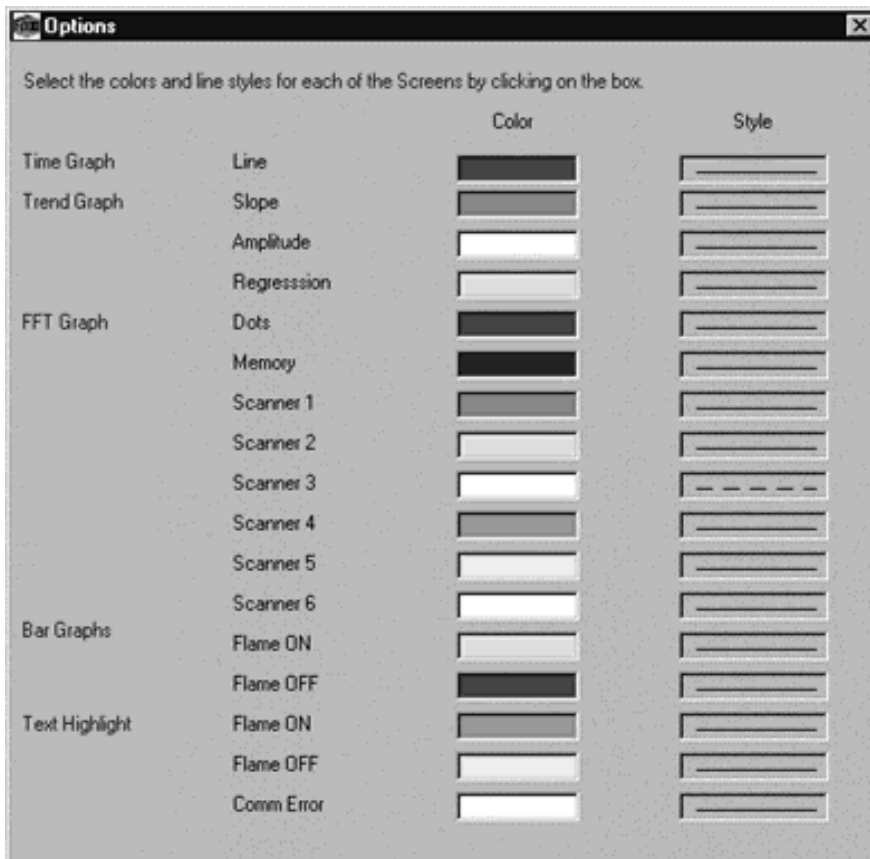 Options
Select the colors and line styles for each of the Screens by clicking on the box.
Color Style
Time Graph Line
Trend Graph Slope
Amplitude
Regresssion
FFT Graph Dots
Memory
Scanner 1
Scanner 2
Scanner 3
Scanner 4
Scanner 5
Scanner 6
Bar Graphs
Flame ON
Flame OFF
Text Highlight Flame ON
Flame OFF
Comm Error